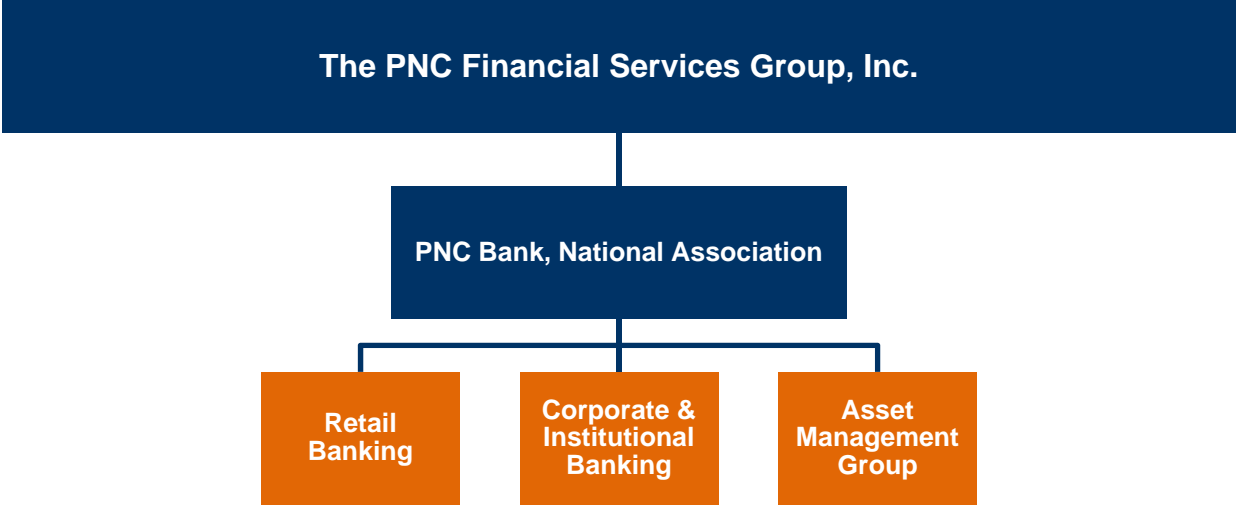 The PNC Financial Services Group, Inc.
PNC Bank, National Association
Retail
Banking
Corporate &
Institutional
Banking
Asset
Management
Group